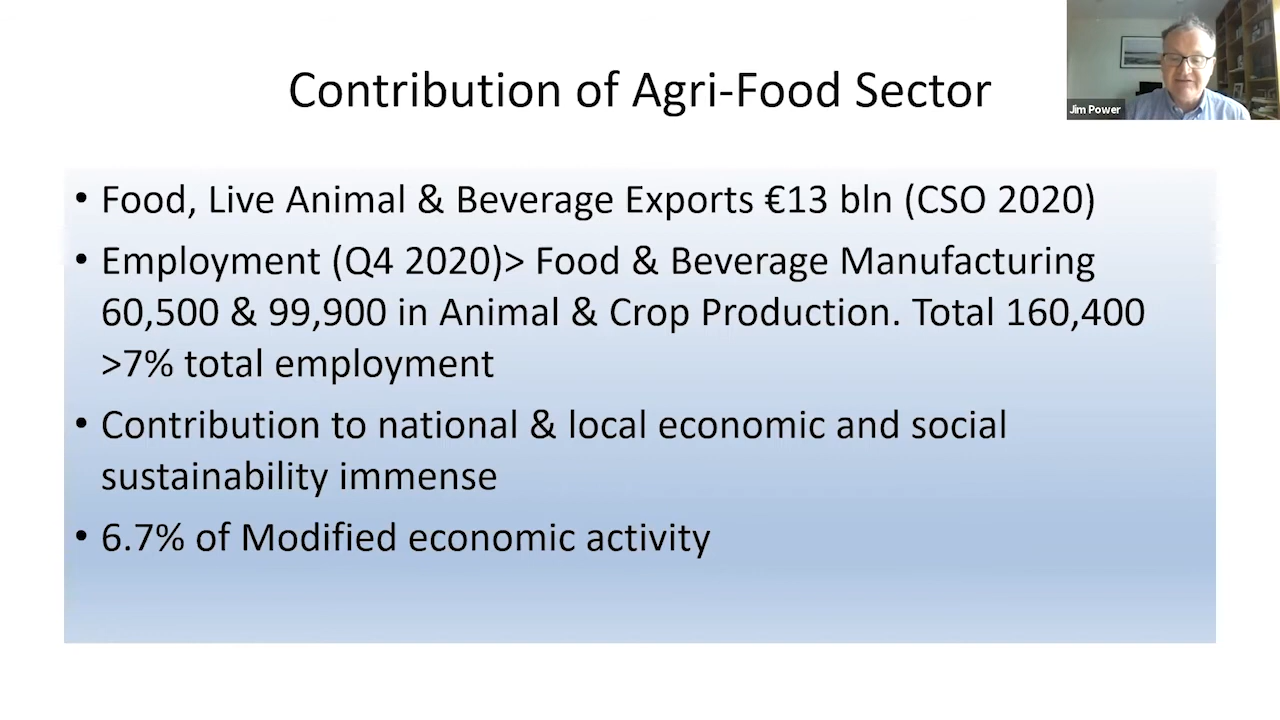 Contribution of Agri-Food Sector
Jim Power
• Food, Live Animal & Beverage Exports €13 bln (CSO 2020)
• Employment (Q4 2020)> Food & Beverage Manufacturing
60,500 & 99,900 in Animal & Crop Production. Total 160,400
>7% total employment
• Contribution to national & local economic and social
sustainability immense
• 6.7% of Modified economic activity